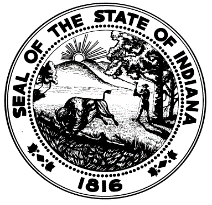 SEAL OF THE STATE OF INDIANA
1816